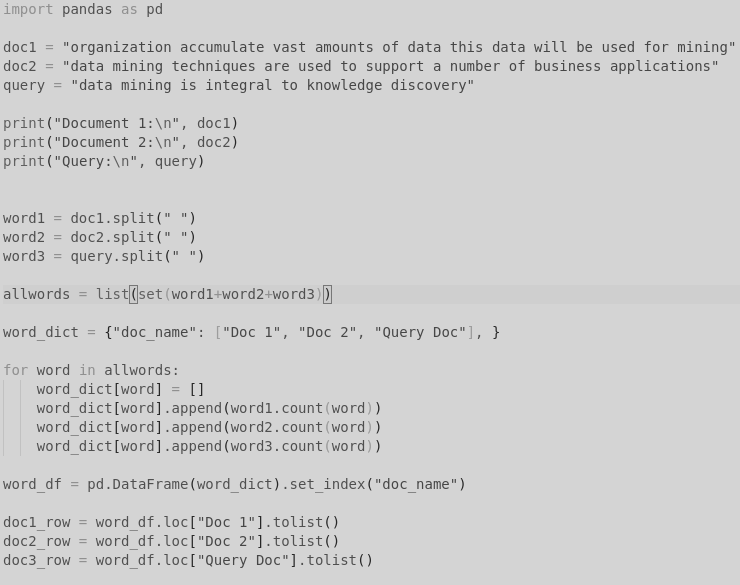 import pandas as pd
doc1 = "organization accumulate vast amounts of data this data will be used for mining"
doc2 = "data mining techniques are used to support a number of business applications"
query = "data mining is integral to knowledge discovery"
print("Document 1:\n", doc1)
print("Document 2:\n", doc2)
print("Query:\n", query)
word1 = doc1.split(" ")
word2 = doc2.split(" ")
word3 = query.split(" ")
allwords = list(set(word1+word2+word3))
word_dict = {"doc_name": ["Doc 1", "Doc 2", "Query Doc"], }
for word in allwords:
    word_dict[word] = []
    word_dict[word].append(word1.count(word))
    word_dict[word].append(word2.count(word))
    word_dict[word].append(word3.count(word))
word_df = pd.DataFrame(word_dict).set_index("doc_name")
doc1_row = word_df.loc["Doc 1"].tolist()
doc2_row = word_df.loc["Doc 2"].tolist()
doc3_row = word_df.loc["Query Doc"].tolist()